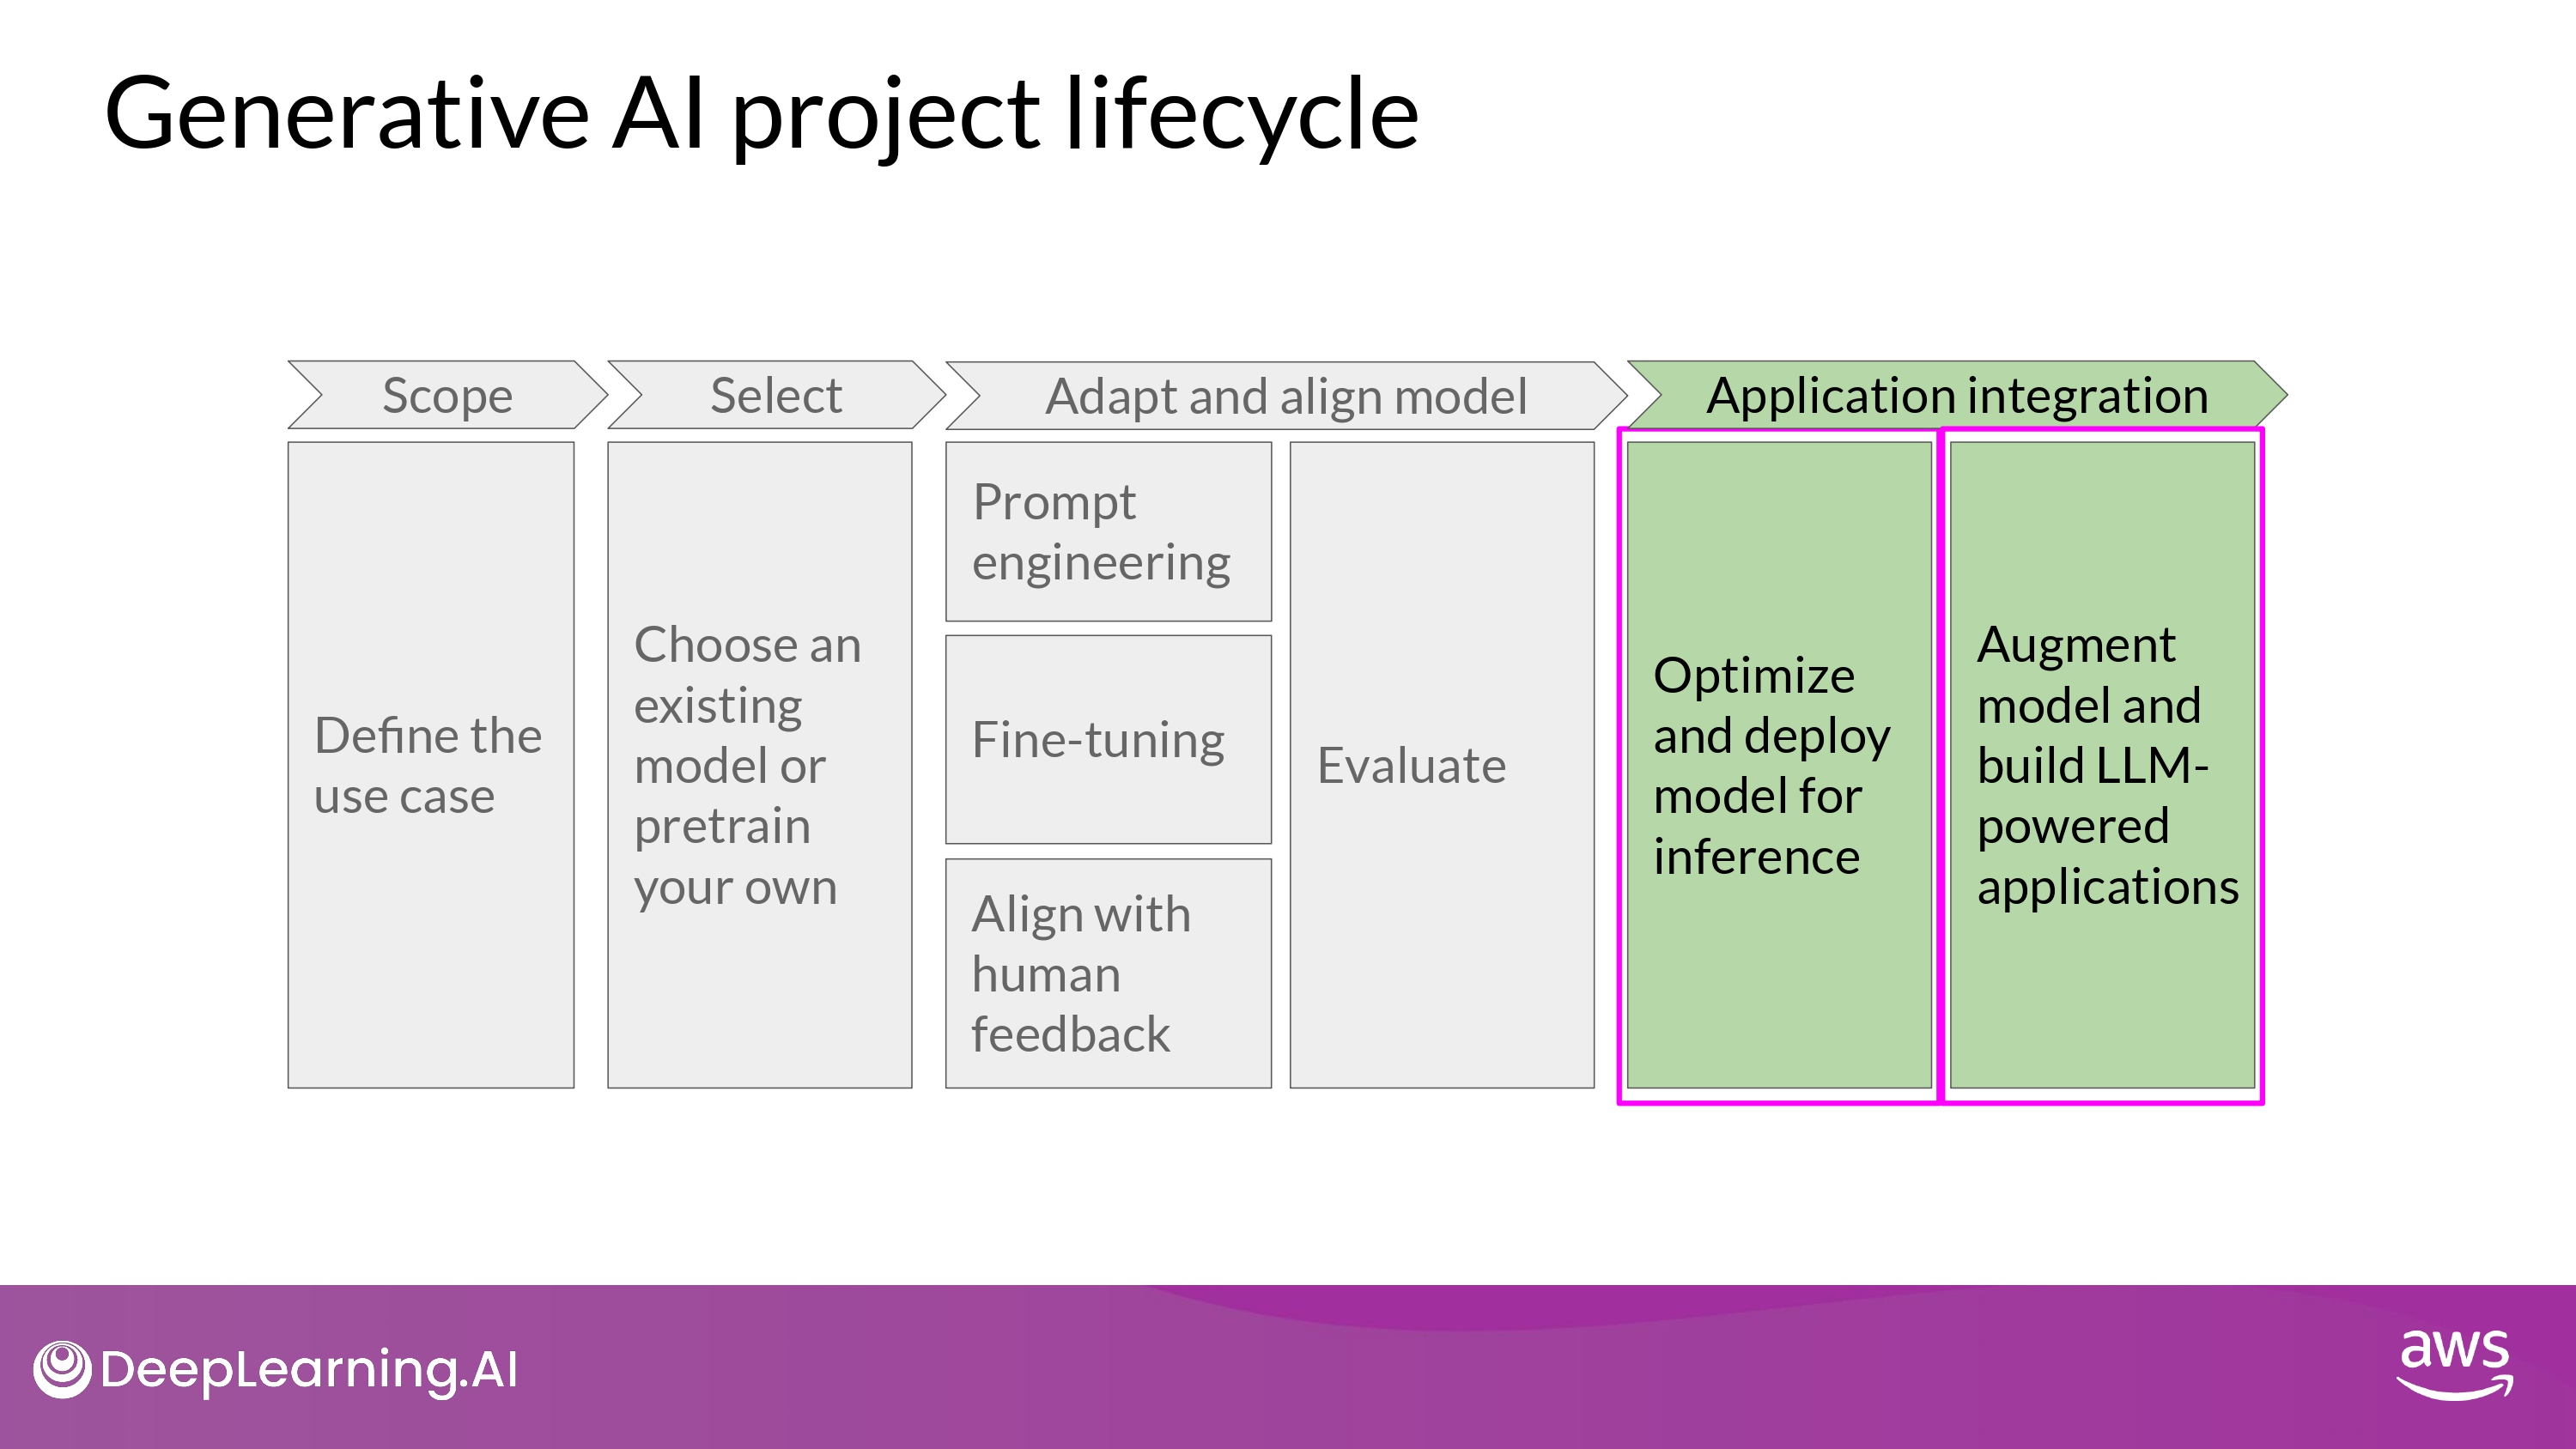 Generative AI project lifecycle
Scope
Select
Adapt and align model
Application integration
Define the
use case
Choose an
existing
model or
pretrain
your own
Prompt
engineering
Fine-tuning
Align with
human
feedback
Evaluate
Optimize
and deploy
model for
inference
Augment
model and
build LLM-
powered
applications
DeepLearning.AI
aws